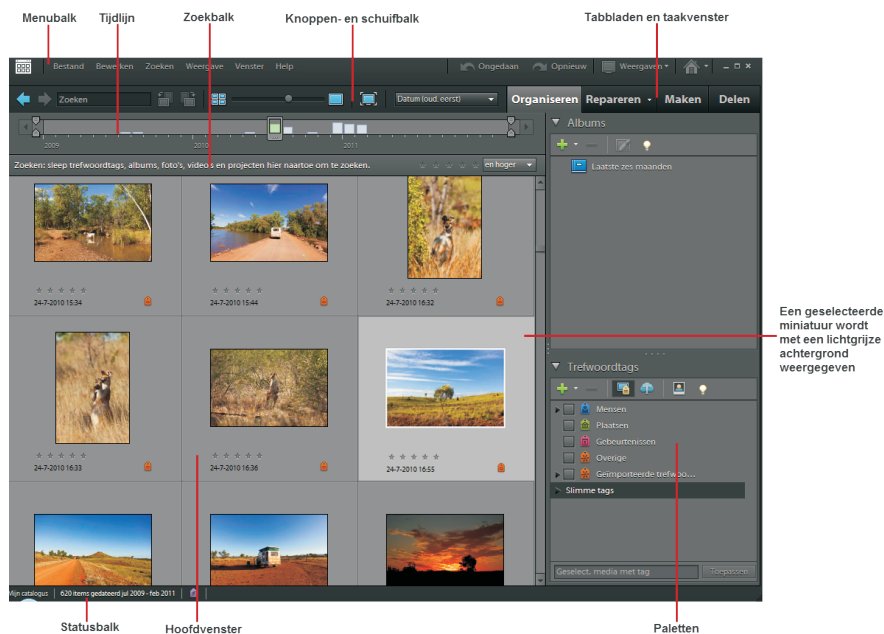 Menubalk Tijdlijn Zoekbalk Knoppen- en schuifbalk Tabbladen en taakvenster
Bestand Bewerken Zoeken Weergave Venster Help Ongedaan Opnieuw Weergaven
Zoeken Datum (oud. eerst) Organiseren Repareren Maken Delen
2009 2010 2011
Albums
Laatste zes maanden
Zoeken: sleep trefwoordtags, albums, foto's, video's en projecten hier naartoe om te zoeken. en hoger
24-7-2010 15:34 24-7-2010 15:44 24-7-2010 16:32
Een geselecteerde
miniatuur wordt
met een lichtgrijze
achtergrond
weergegeven
Trefwoordtags
Mensen
Plaatsen
Gebeurtenissen
Overige
Geïmporteerde trefwoo...
Slimme tags
24-7-2010 16:33 24-7-2010 16:36 24-7-2010 16:55
Geselect. media met tag Toepassen
Mijn catalogus 620 items gedateerd jul 2009 - feb 2011
Statusbalk Hoofdvenster Paletten